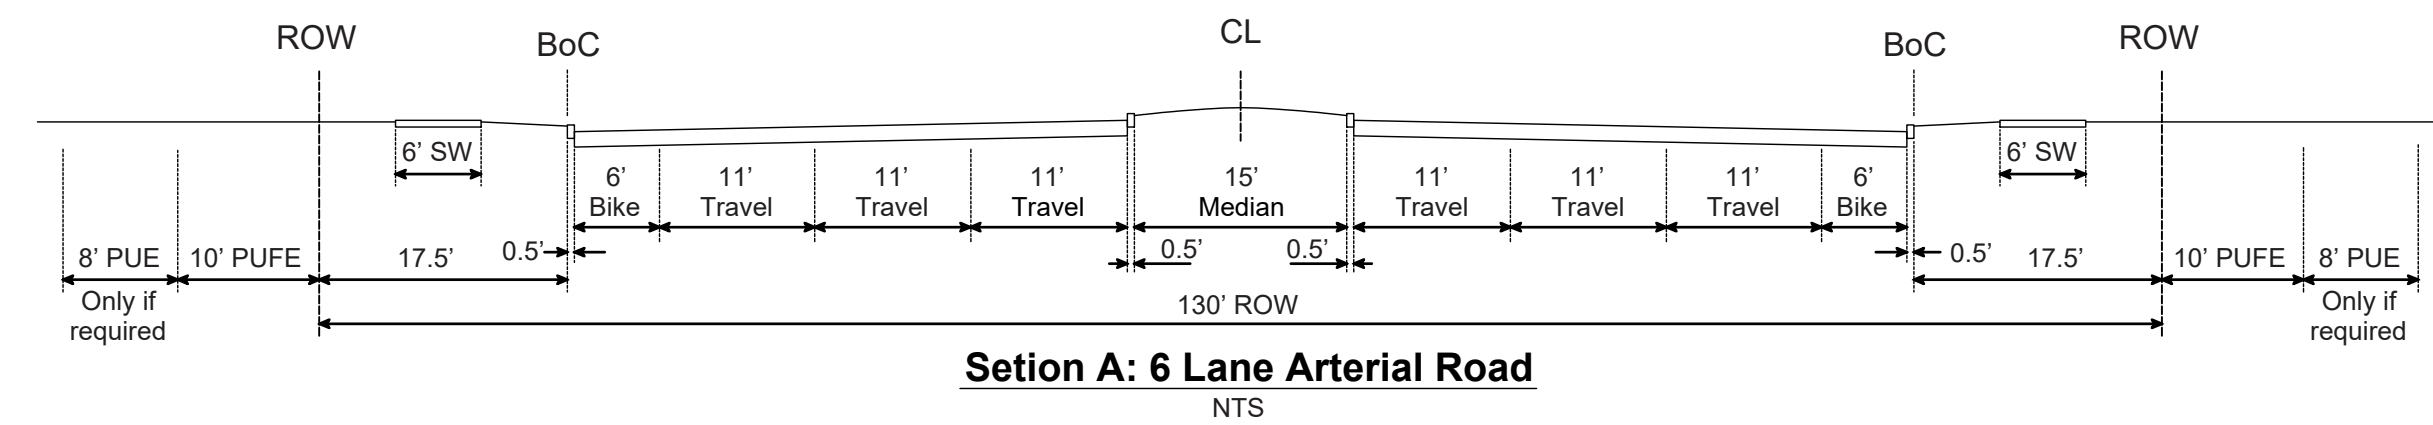 ROW
BoC
CL
BoC
ROW
6’ SW
6’ SW
6’
Bike
11’
Travel
11’
Travel
11’
Travel
15’
Median
11’
Travel
11’
Travel
11’
Travel
6’
Bike
8’ PUE
Only if
required
10’ PUFE
17.5’
0.5’
0.5’
0.5’
0.5’
17.5’
10’ PUFE
8’ PUE
Only if
required
130’ ROW
Setion A: 6 Lane Arterial Road
NTS